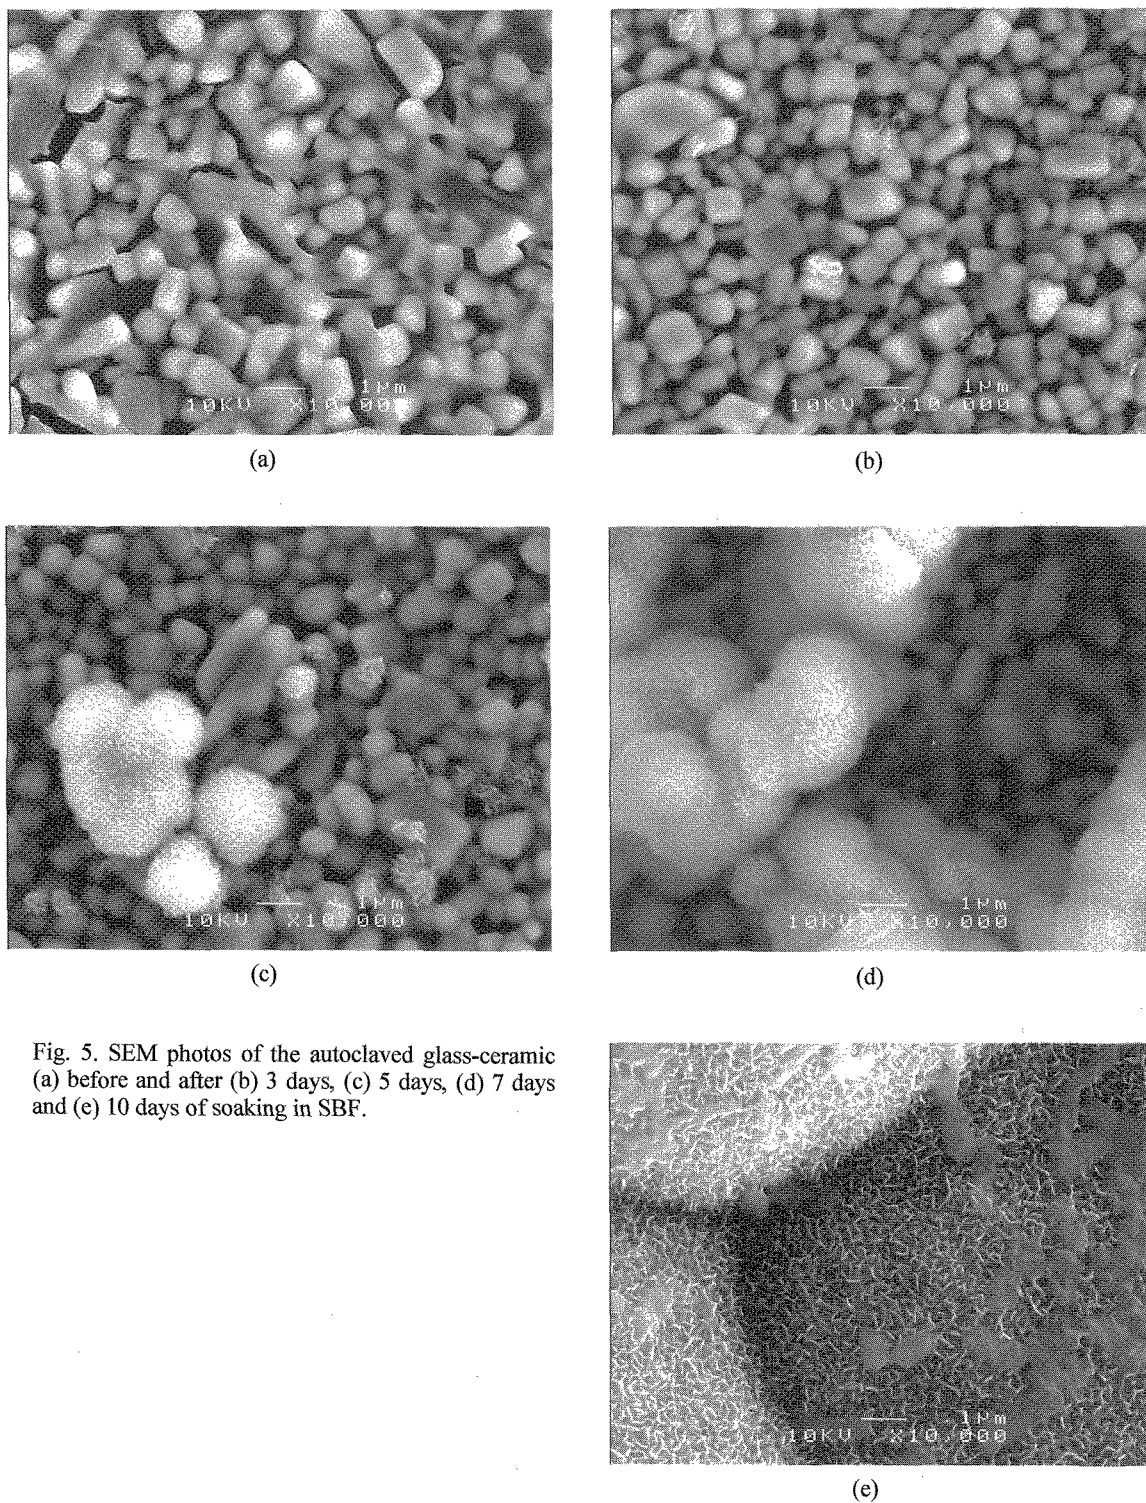 1µm
10KV X10,000
(a)
1µm
10KV X10,000
(b)
1µm
10KV X10,000
(c)
1µm
10KV X10,000
(d)
Fig. 5. SEM photos of the autoclaved glass-ceramic
(a) before and after (b) 3 days, (c) 5 days, (d) 7 days
and (e) 10 days of soaking in SBF.
1µm
10KV X10,000
(e)